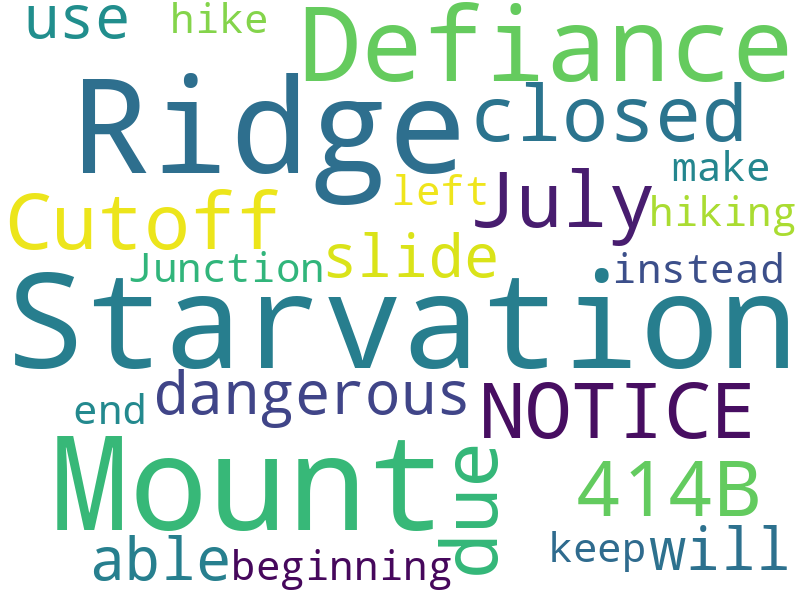 use hike Defiance
Ridge closed
make
Cutoff left July hiking
Junction slide instead
Starvation
end dangerous NOTICE
Mount due 414B
able beginning keep will